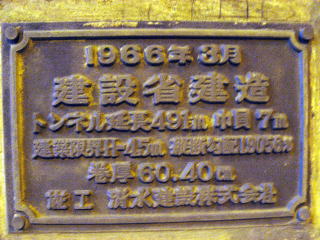 1966年3月
建設省建造
トンネル延長491m 巾員7m
建築限界H-4.5m
巻厚60.40cm
施工 清水建設株式会社